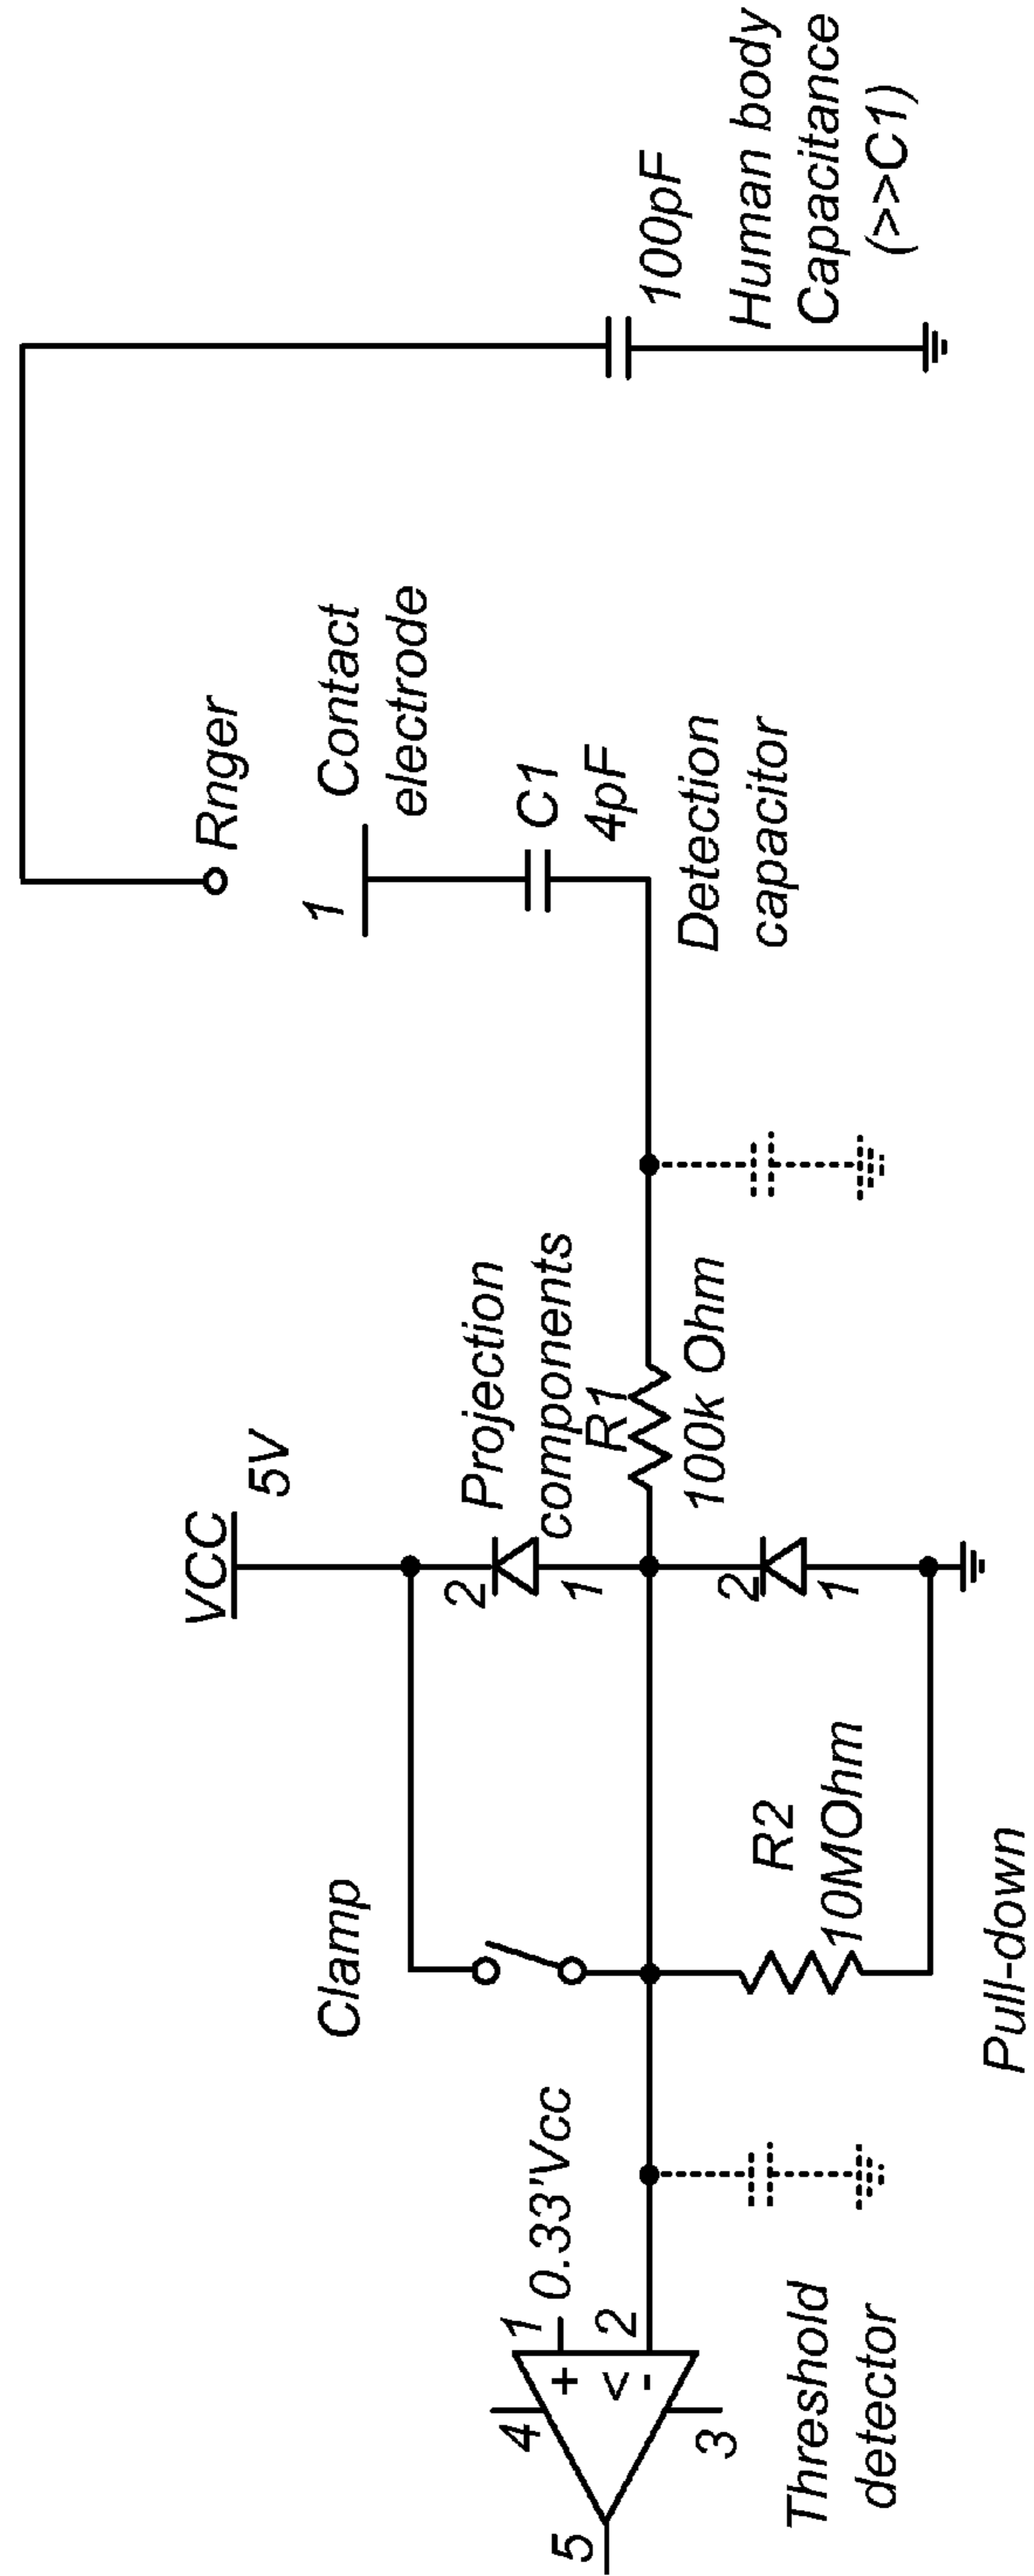 5
4
3
1
2
+
<
-
0.33'Vcc
Threshold
detector
Clamp
R2
10MOhm
Pull-down
VCC
5V
2
1
2
1
Projection
components
R1
100k Ohm
Rnger
1
Contact
electrode
C1
4pF
Detection
capacitor
100pF
Human body
Capacitance
(>>C1)